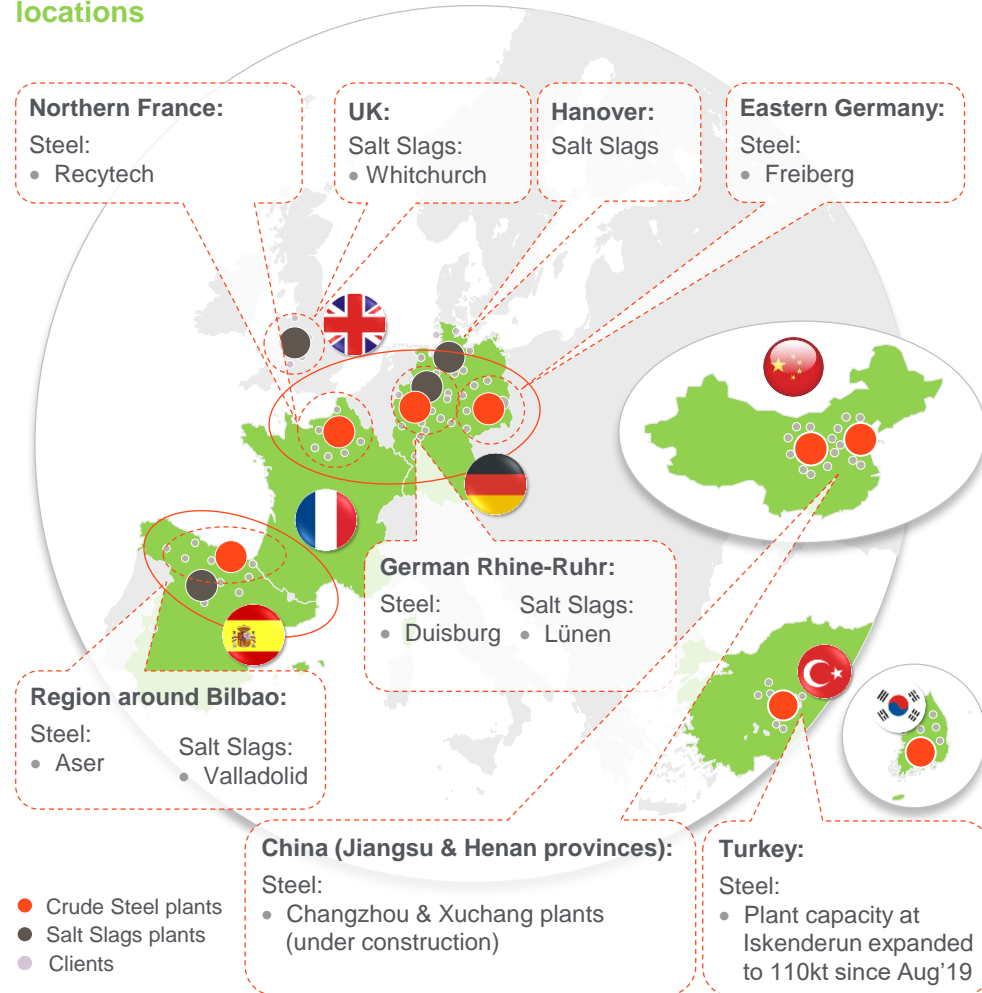 locations
Northern France:
Steel:
• Recytech
UK:
Salt Slags:
• Whitchurch
Hanover:
Salt Slags
Eastern Germany:
Steel:
• Freiberg
German Rhine-Ruhr:
Steel:
• Duisburg
Salt Slags:
• Lünen
Region around Bilbao:
Steel:
• Aser
Salt Slags:
• Valladolid
China (Jiangsu & Henan provinces):
Steel:
• Changzhou & Xuchang plants
(under construction)
Turkey:
Steel:
• Plant capacity at
Iskenderun expanded
to 110kt since Aug'19
Crude Steel plants
Salt Slags plants
Clients